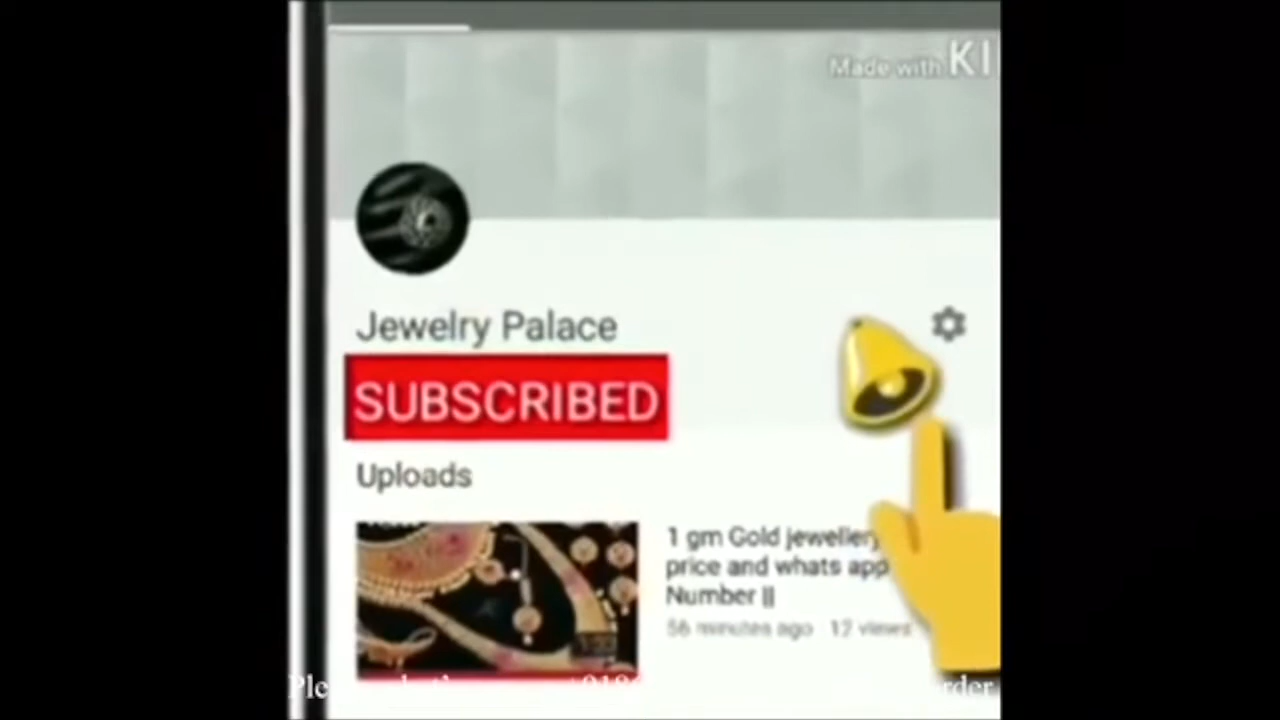 Made with KI
Jewelry Palace
SUBSCRIBED
Uploads
1 gm Gold jewellery
price and whats app
Number ||
56 minutes ago 12 views